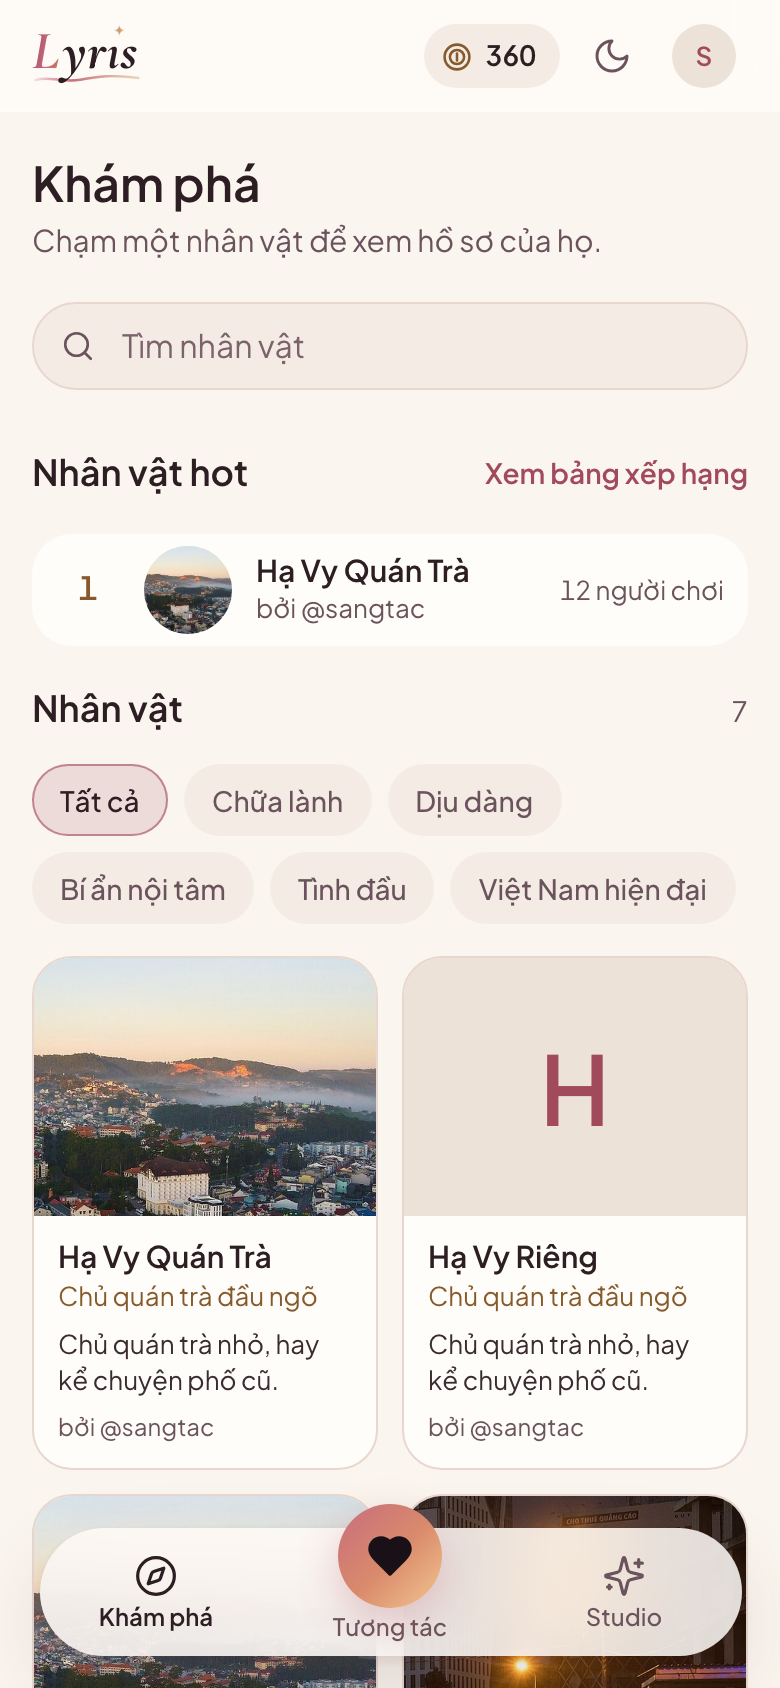 Lyris
360
S
Khám phá
Chạm một nhân vật để xem hồ sơ của họ.
Tìm nhân vật
Nhân vật hot
Xem bảng xếp hạng
1
Hạ Vy Quán Trà
bởi @sangtac
12 người chơi
Nhân vật
7
Tất cả
Chữa lành
Dịu dàng
Bí ẩn nội tâm
Tình đầu
Việt Nam hiện đại
H
Hạ Vy Quán Trà
Chủ quán trà đầu ngõ
Chủ quán trà nhỏ, hay
kể chuyện phố cũ.
bởi @sangtac
Hạ Vy Riêng
Chủ quán trà đầu ngõ
Chủ quán trà nhỏ, hay
kể chuyện phố cũ.
bởi @sangtac
CHO THUÊ QUẢNG CÁO
Khám phá
Tương tác
Studio